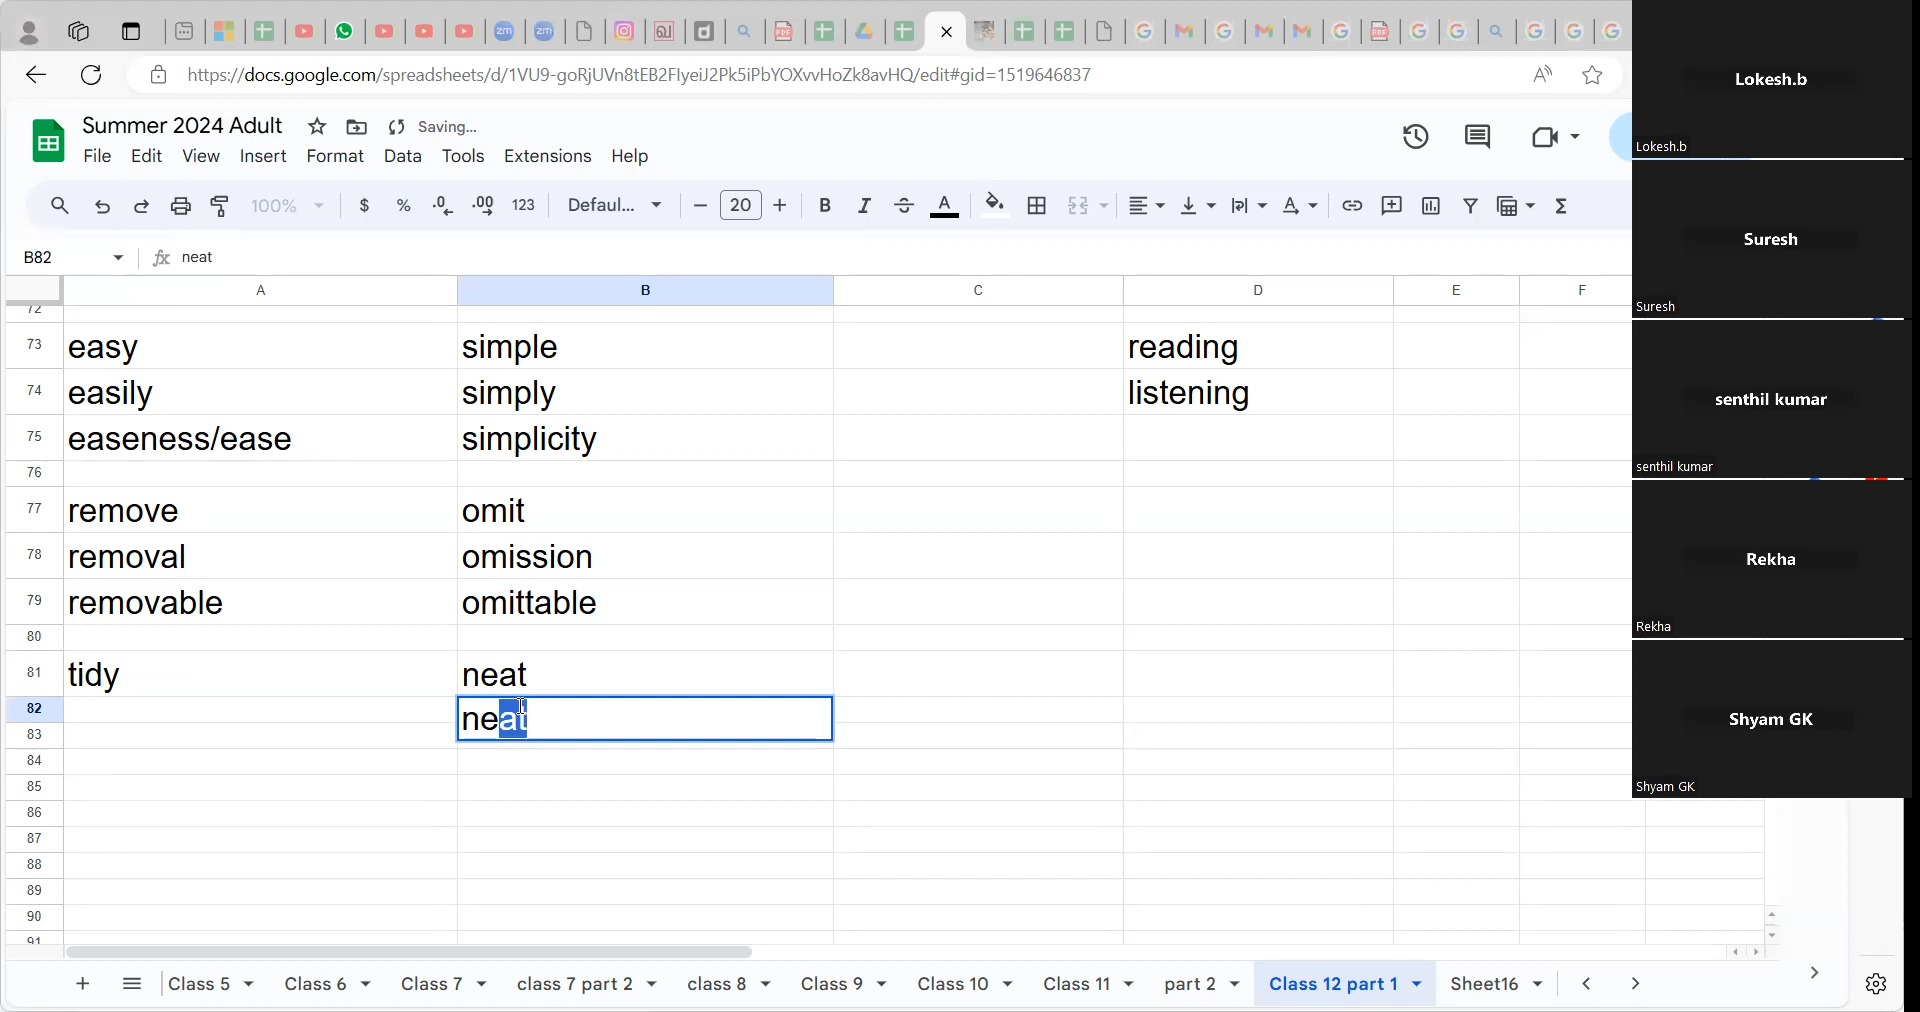 https://docs.google.com/spreadsheets/d/1VU9-goRjUVn8tEB2FIyeiJ2Pk5iPbYOXvvHoZk8avHQ/edit#gid=1519646837
Summer 2024 Adult
Saving...
File Edit View Insert Format Data Tools Extensions Help
100% $ % .0 .00 123 Defaul... 20 B I A
B82 fx neat
A B C D E F
72
73 easy simple reading
74 easily simply listening
75 easeness/ease simplicity
76
77 remove omit
78 removal omission
79 removable omittable
80
81 tidy neat
82 neat
83
84
85
86
87
88
89
90
91
Class 5 Class 6 Class 7 class 7 part 2 class 8 Class 9 Class 10 Class 11 part 2 Class 12 part 1 Sheet16
Lokesh.b
Lokesh.b
Suresh
Suresh
senthil kumar
senthil kumar
Rekha
Rekha
Shyam GK
Shyam GK